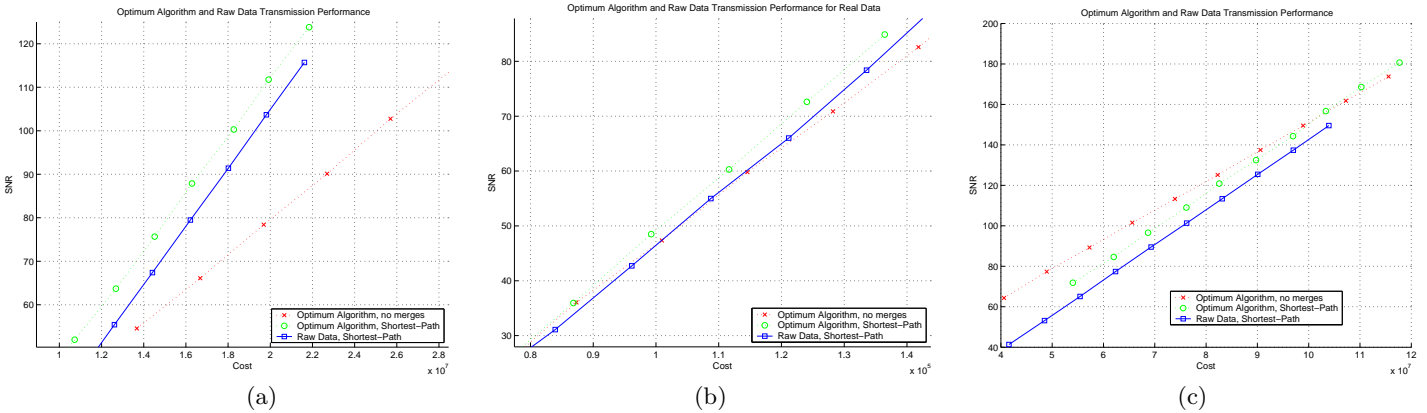 Optimum Algorithm and Raw Data Transmission Performance
SNR
120
110
100
90
80
70
60
1
1.2
1.4
1.6
1.8
2
2.2
2.4
2.6
2.8
Cost
x 10^7
Optimum Algorithm, no merges
Optimum Algorithm, Shortest−Path
Raw Data, Shortest−Path
(a)
Optimum Algorithm and Raw Data Transmission Performance for Real Data
SNR
80
70
60
50
40
30
0.8
0.9
1
1.1
1.2
1.3
1.4
Cost
x 10^5
Optimum Algorithm, no merges
Optimum Algorithm, Shortest−Path
Raw Data, Shortest−Path
(b)
Optimum Algorithm and Raw Data Transmission Performance
SNR
200
180
160
140
120
100
80
60
40
4
5
6
7
8
9
10
11
12
Cost
x 10^7
Optimum Algorithm, no merges
Optimum Algorithm, Shortest−Path
Raw Data, Shortest−Path
(c)